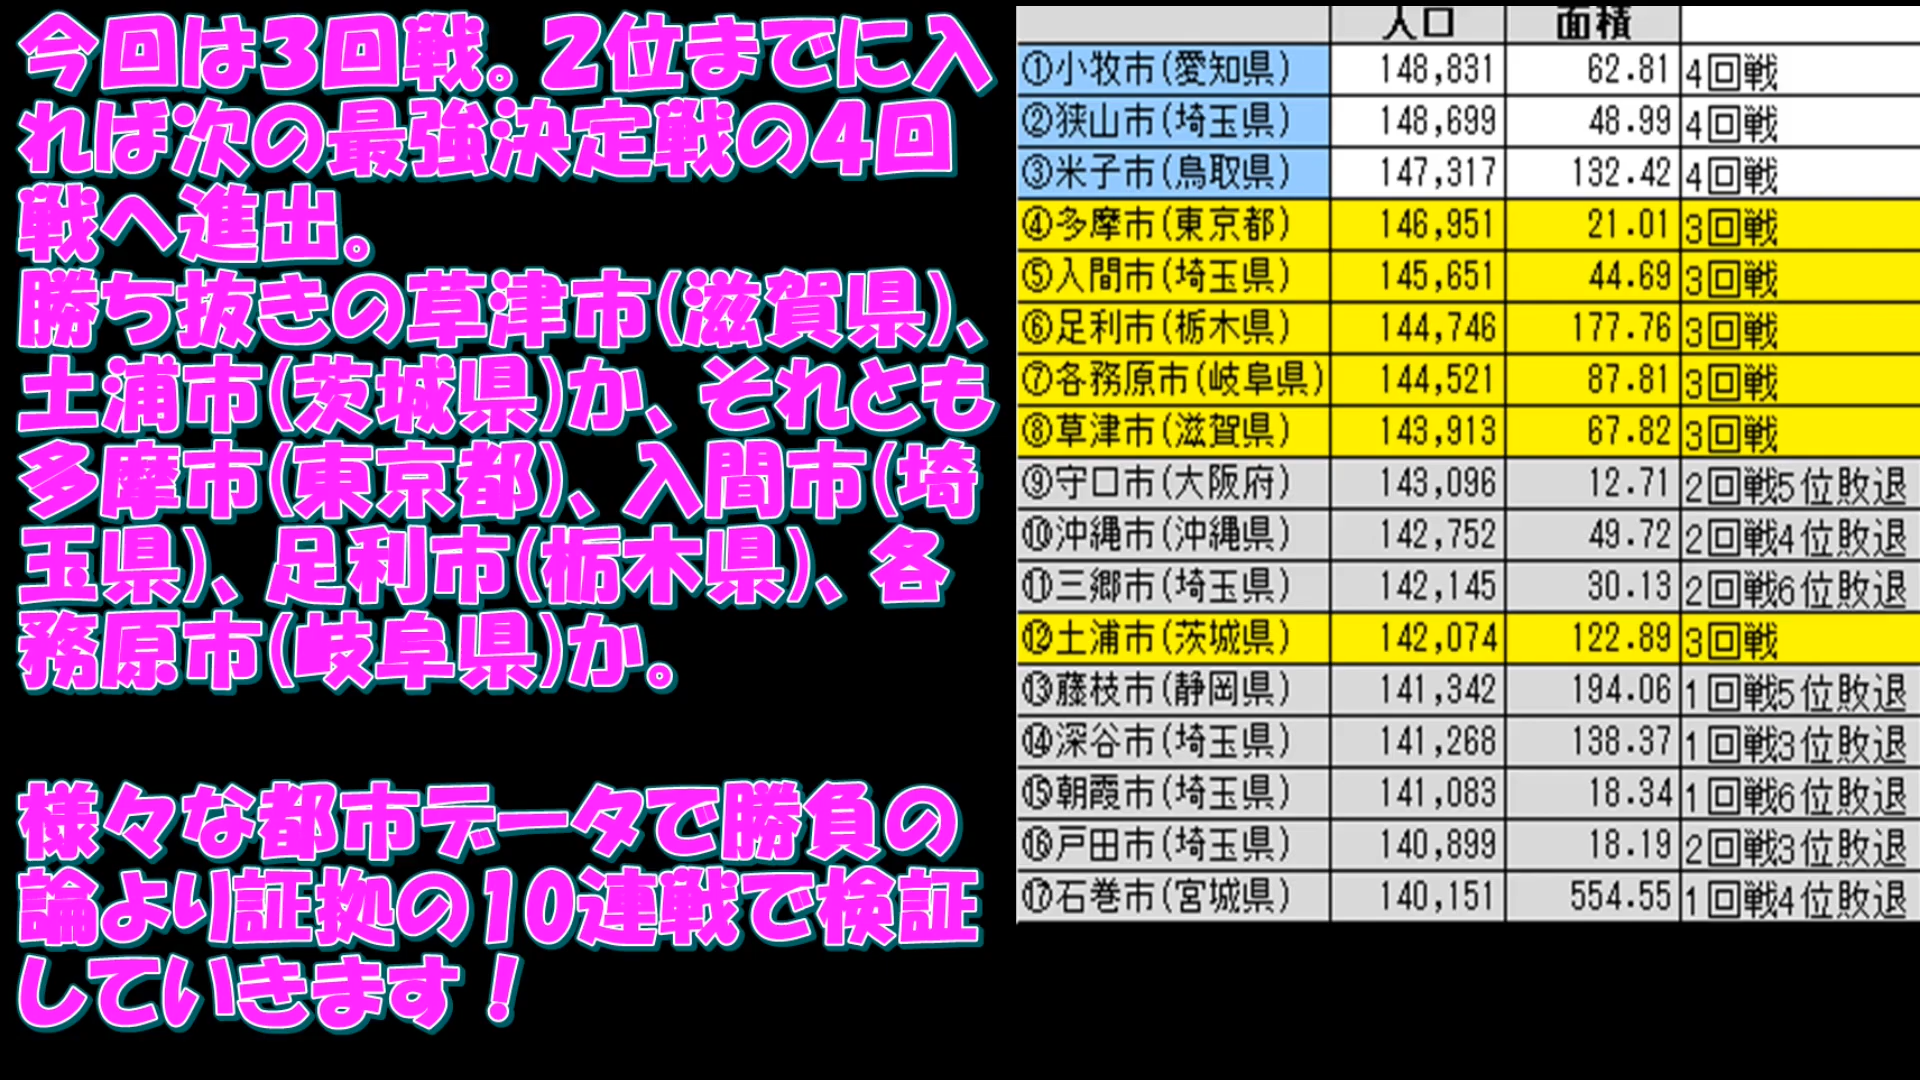 今回は3回戦。2位までに入
れば次の最強決定戦の4回
戦へ進出。
勝ち抜きの草津市(滋賀県)、
土浦市(茨城県)か、それとも
多摩市(東京都)、入間市(埼
玉県)、足利市(栃木県)、各
務原市(岐阜県)か。
様々な都市データで勝負の
論より証拠の10連戦で検証
していきます！
人口 面積
①小牧市(愛知県) 148,831 62.81 4回戦
②狭山市(埼玉県) 148,699 48.99 4回戦
③米子市(鳥取県) 147,317 132.42 4回戦
④多摩市(東京都) 146,951 21.01 3回戦
⑤入間市(埼玉県) 145,651 44.69 3回戦
⑥足利市(栃木県) 144,746 177.76 3回戦
⑦各務原市(岐阜県) 144,521 87.81 3回戦
⑧草津市(滋賀県) 143,913 67.82 3回戦
⑨守口市(大阪府) 143,096 12.71 2回戦5位敗退
⑩沖縄市(沖縄県) 142,752 49.72 2回戦4位敗退
⑪三郷市(埼玉県) 142,145 30.13 2回戦6位敗退
⑫土浦市(茨城県) 142,074 122.89 3回戦
⑬藤枝市(静岡県) 141,342 194.06 1回戦5位敗退
⑭深谷市(埼玉県) 141,268 138.37 1回戦3位敗退
⑮朝霞市(埼玉県) 141,083 18.34 1回戦6位敗退
⑯戸田市(埼玉県) 140,899 18.19 2回戦3位敗退
⑰石巻市(宮城県) 140,151 554.55 1回戦4位敗退